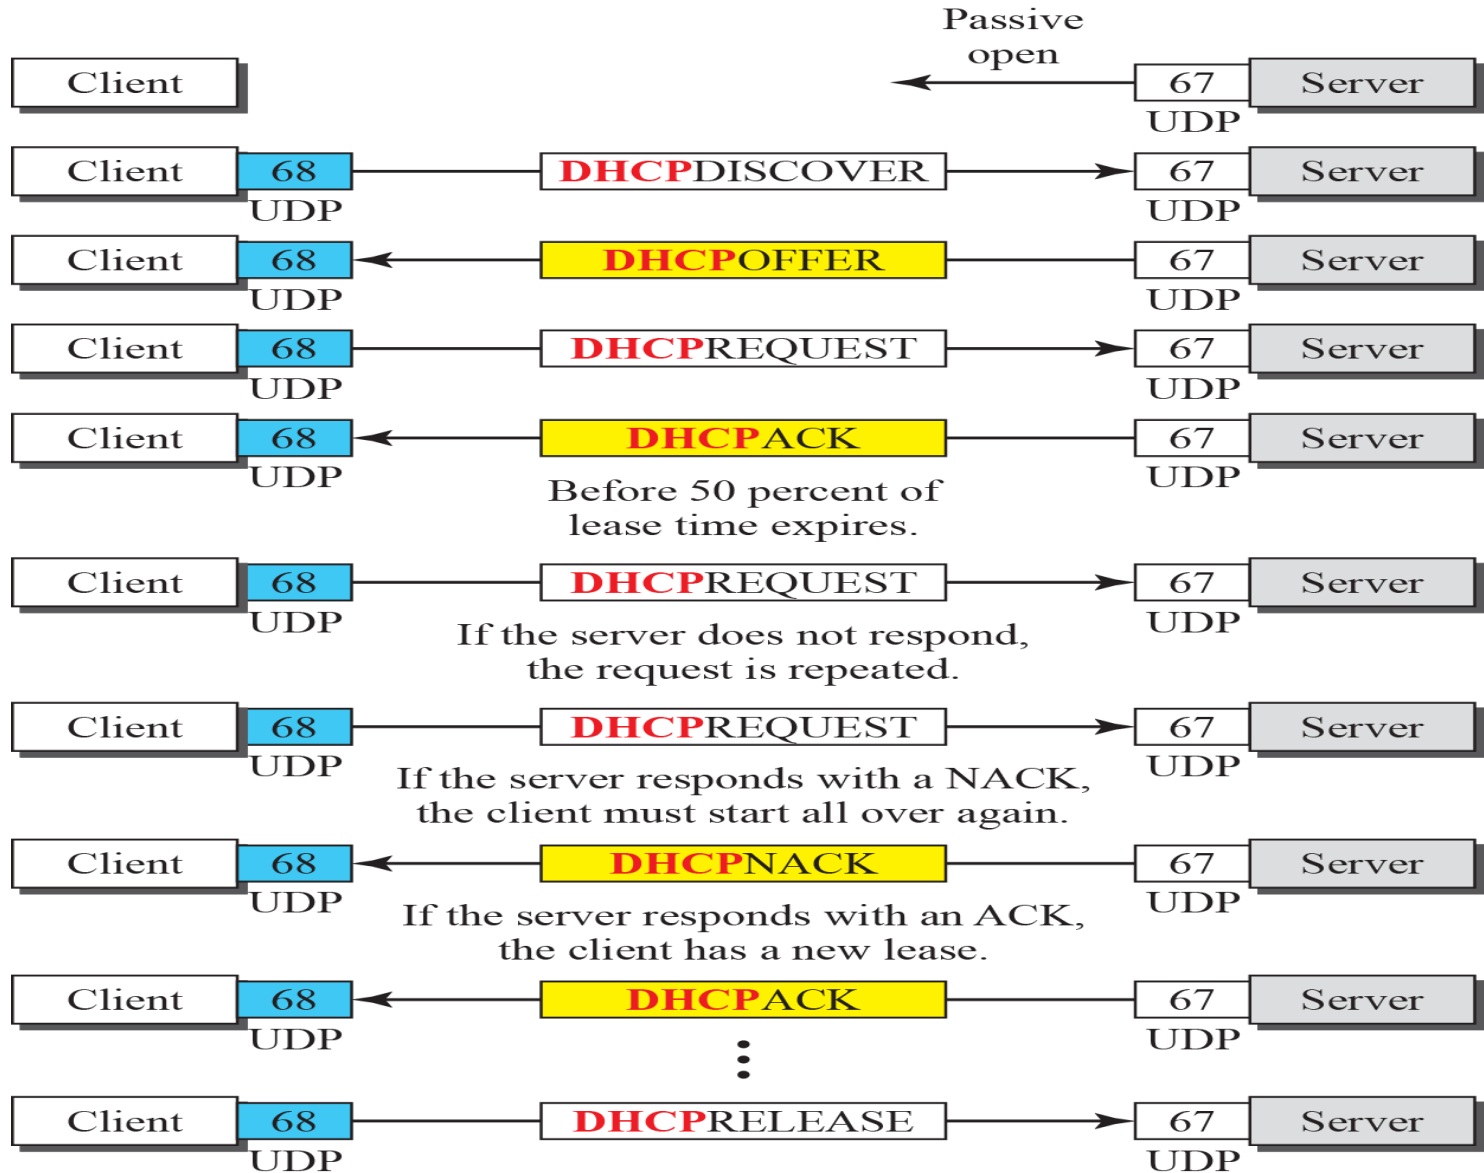 Passive
open
Client 67 Server
UDP
Client 68 DHCPDISCOVER 67 Server
UDP UDP
Client 68 DHCPOFFER 67 Server
UDP UDP
Client 68 DHCPREQUEST 67 Server
UDP UDP
Client 68 DHCPACK 67 Server
UDP UDP
Before 50 percent of
lease time expires.
Client 68 DHCPREQUEST 67 Server
UDP UDP
If the server does not respond,
the request is repeated.
Client 68 DHCPREQUEST 67 Server
UDP UDP
If the server responds with a NACK,
the client must start all over again.
Client 68 DHCPNACK 67 Server
UDP UDP
If the server responds with an ACK,
the client has a new lease.
Client 68 DHCPACK 67 Server
UDP UDP
Client 68 DHCPRELEASE 67 Server
UDP UDP